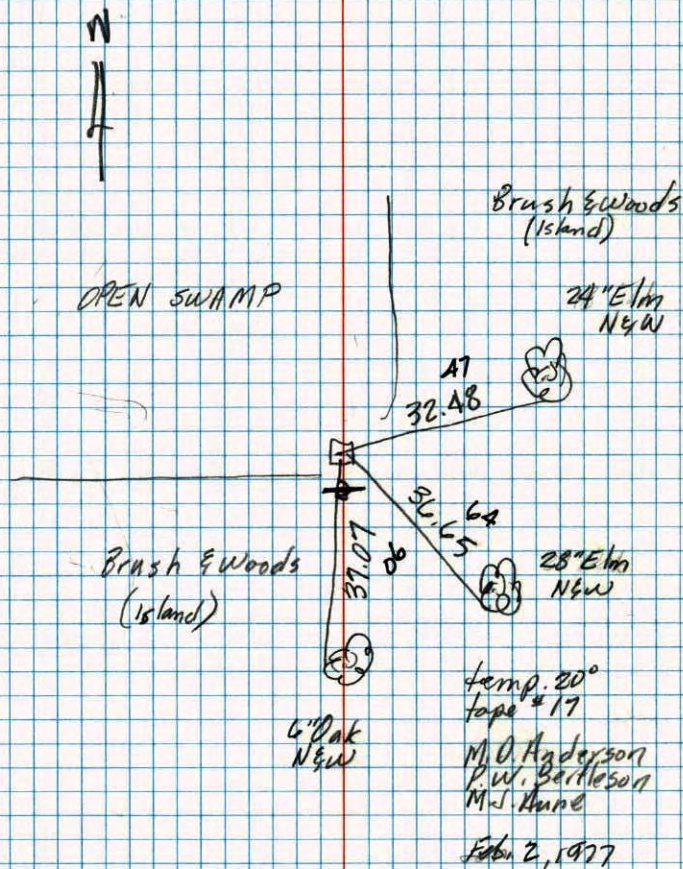 N
Brush & Woods
(Island)
OPEN SWAMP
24" Elm
N&W
47
32.48
64
36.65
37.07
06
Brush & Woods
(Island)
28" Elm
N&W
6" Oak
N&W
temp. 20°
tape #17
M.O. Anderson
P.W. Bertleson
M.J.
Feb. 2, 1977